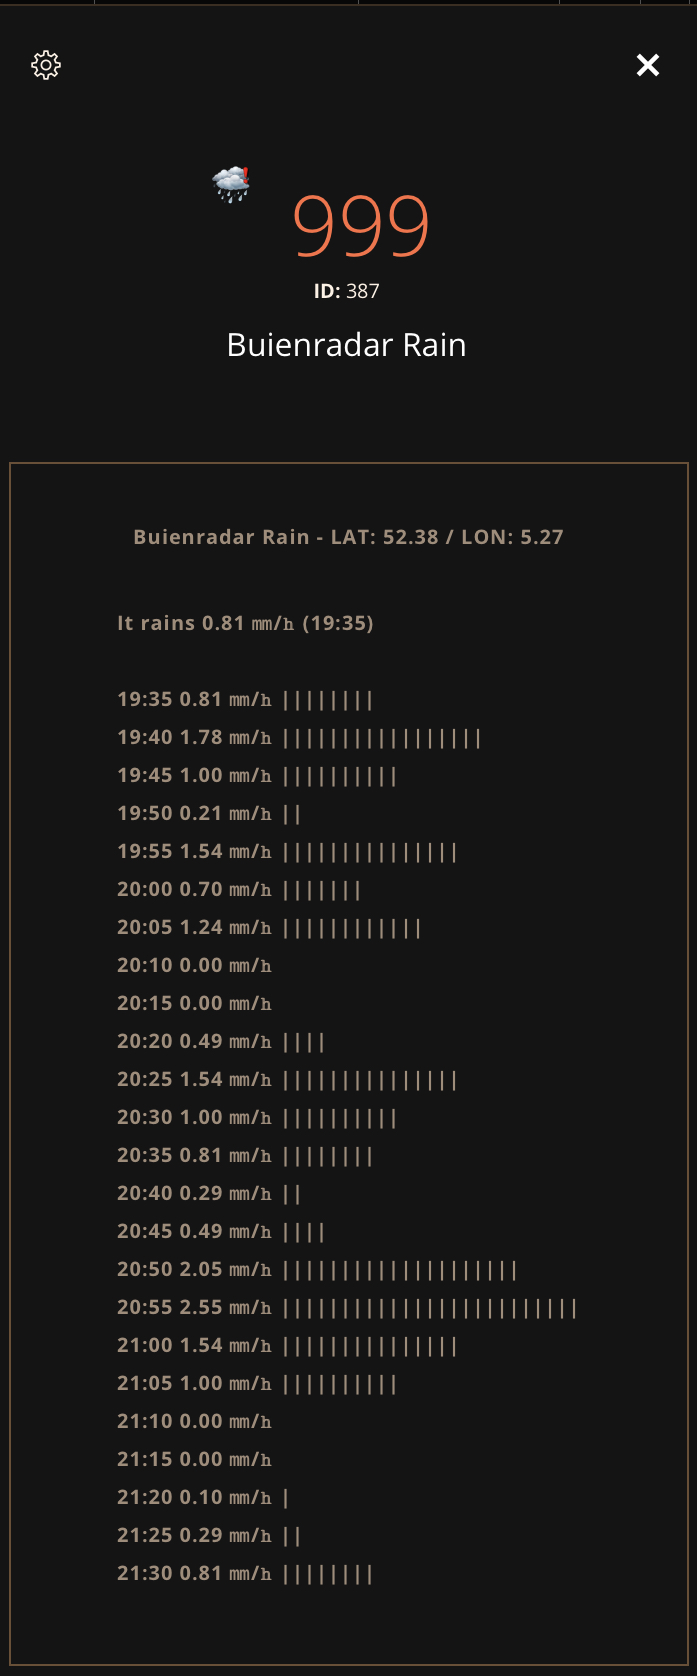 999
ID: 387
Buienradar Rain
Buienradar Rain - LAT: 52.38 / LON: 5.27
It rains 0.81 ㎜/h (19:35)
19:35 0.81 ㎜/h ||||||||
19:40 1.78 ㎜/h |||||||||||||||||
19:45 1.00 ㎜/h ||||||||||
19:50 0.21 ㎜/h ||
19:55 1.54 ㎜/h |||||||||||||||
20:00 0.70 ㎜/h |||||||
20:05 1.24 ㎜/h ||||||||||||
20:10 0.00 ㎜/h
20:15 0.00 ㎜/h
20:20 0.49 ㎜/h ||||
20:25 1.54 ㎜/h |||||||||||||||
20:30 1.00 ㎜/h ||||||||||
20:35 0.81 ㎜/h ||||||||
20:40 0.29 ㎜/h ||
20:45 0.49 ㎜/h ||||
20:50 2.05 ㎜/h ||||||||||||||||||||
20:55 2.55 ㎜/h |||||||||||||||||||||||||
21:00 1.54 ㎜/h |||||||||||||||
21:05 1.00 ㎜/h ||||||||||
21:10 0.00 ㎜/h
21:15 0.00 ㎜/h
21:20 0.10 ㎜/h |
21:25 0.29 ㎜/h ||
21:30 0.81 ㎜/h ||||||||